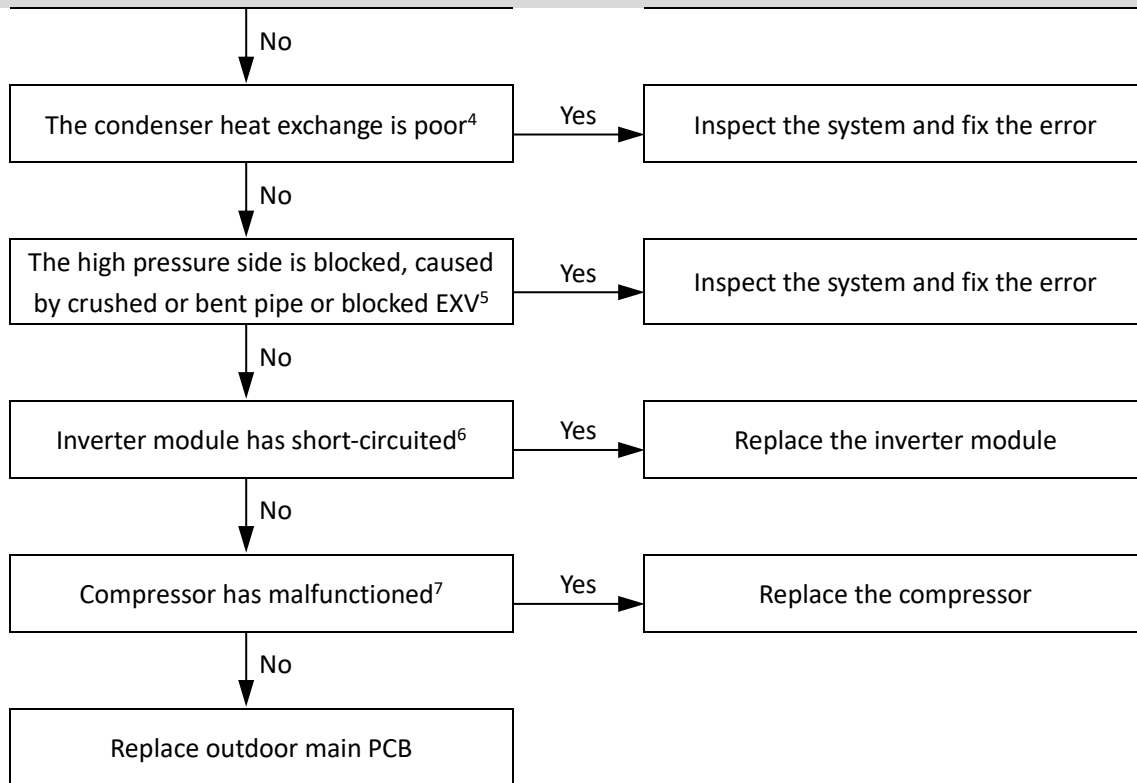 No
The condenser heat exchange is poor⁴
Yes
Inspect the system and fix the error
No
The high pressure side is blocked, caused
by crushed or bent pipe or blocked EXV⁵
Yes
Inspect the system and fix the error
No
Inverter module has short-circuited⁶
Yes
Replace the inverter module
No
Compressor has malfunctioned⁷
Yes
Replace the compressor
No
Replace outdoor main PCB